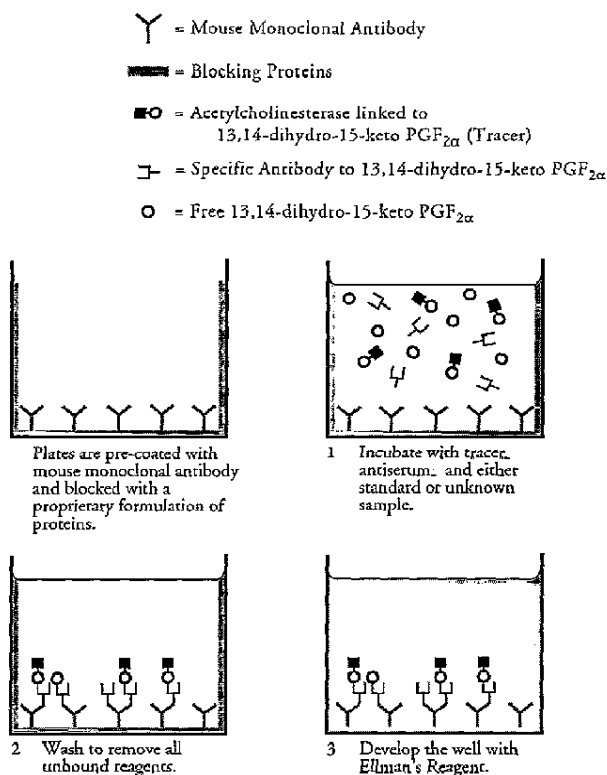 = Mouse Monoclonal Antibody
= Blocking Proteins
= Acetylcholinesterase linked to
13,14-dihydro-15-keto PGF2α (Tracer)
= Specific Antibody to 13,14-dihydro-15-keto PGF2α
= Free 13,14-dihydro-15-keto PGF2α
Plates are pre-coated with
mouse monoclonal antibody
and blocked with a
proprietary formulation of
proteins.
1 Incubate with tracer,
antiserum, and either
standard or unknown
sample.
2 Wash to remove all
unbound reagents.
3 Develop the well with
Ellman's Reagent.